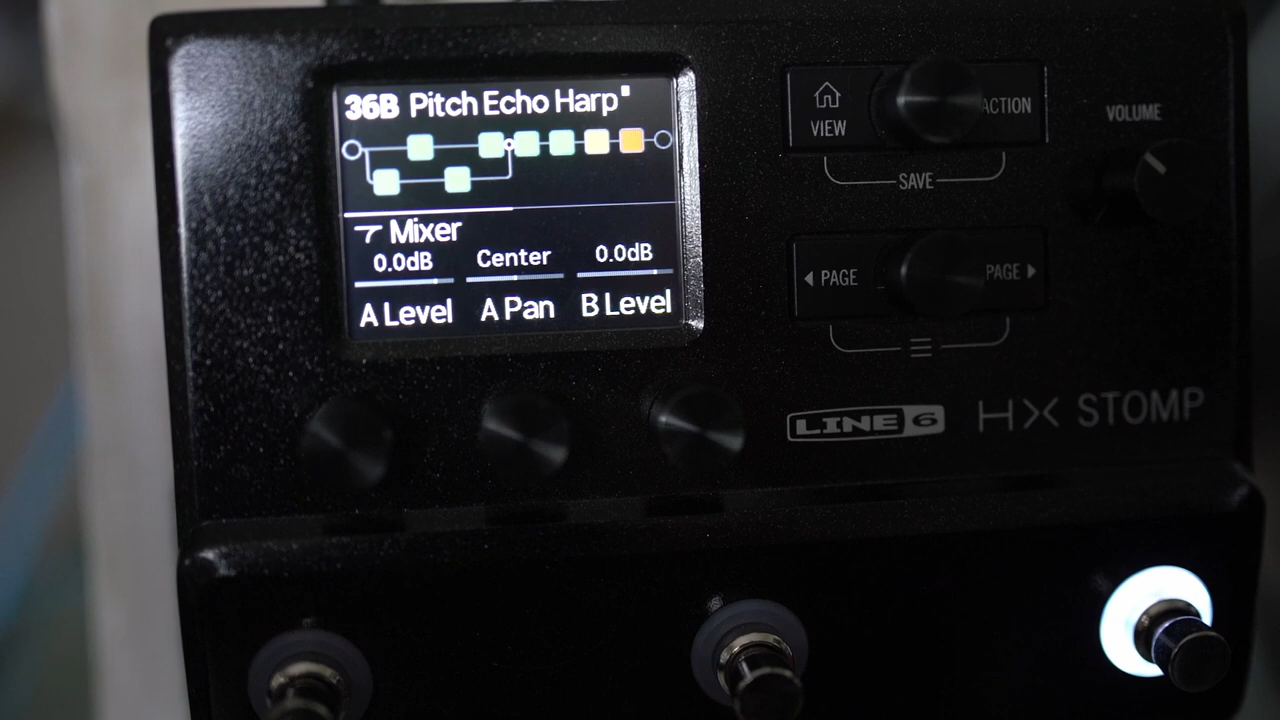 36B Pitch Echo Harp
Mixer
0.0dB Center 0.0dB
A Level A Pan B Level
VIEW ACTION
SAVE
VOLUME
PAGE PAGE
LINE 6 HX STOMP